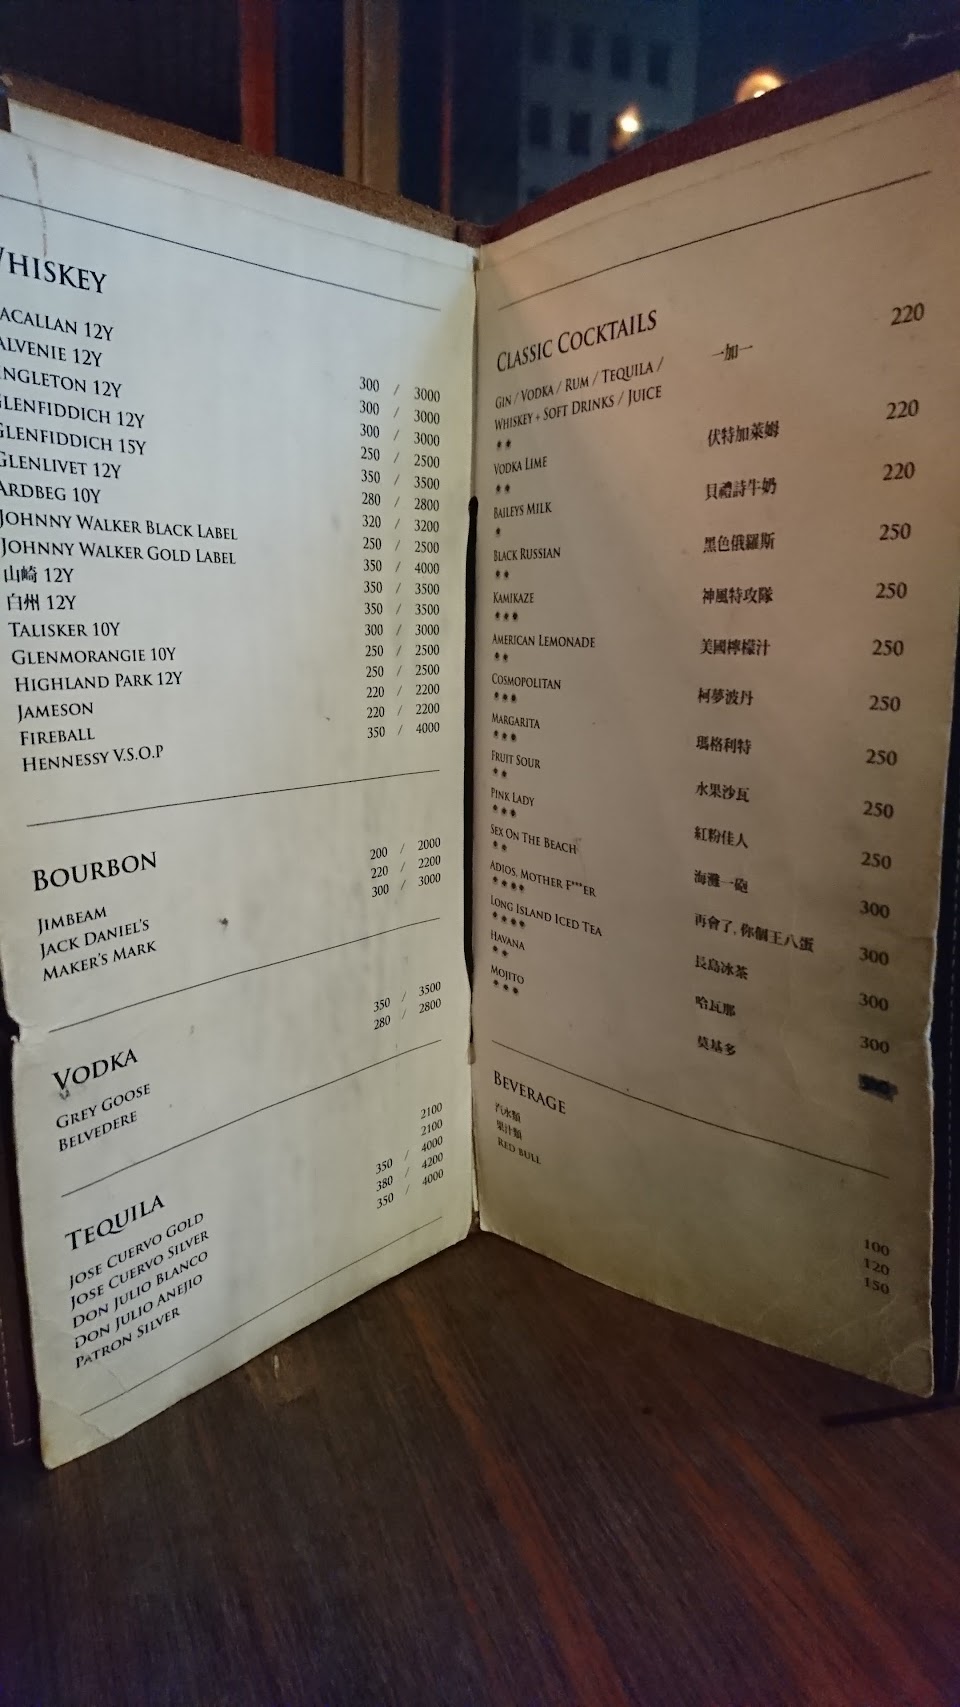 WHISKEY
ACALLAN 12Y 300 / 3000
ALVENIE 12Y 300 / 3000
NGLETON 12Y 300 / 3000
GLENFIDDICH 12Y 250 / 2500
GLENFIDDICH 15Y 350 / 3500
GLENLIVET 12Y 280 / 2800
ARDBEG 10Y 320 / 3200
JOHNNY WALKER BLACK LABEL 250 / 2500
JOHNNY WALKER GOLD LABEL 350 / 4000
山崎 12Y 350 / 3500
白州 12Y 350 / 3500
TALISKER 10Y 300 / 3000
GLENMORANGIE 10Y 250 / 2500
HIGHLAND PARK 12Y 250 / 2500
JAMESON 220 / 2200
FIREBALL 220 / 2200
HENNESSY V.S.O.P 350 / 4000
BOURBON
JIMBEAM 200 / 2000
JACK DANIEL'S 220 / 2200
MAKER'S MARK 300 / 3000
VODKA
GREY GOOSE 350 / 3500
BELVEDERE 280 / 2800
TEQUILA
JOSE CUERVO GOLD 2100
JOSE CUERVO SILVER 2100
DON JULIO BLANCO 350 / 4000
DON JULIO ANEJIO 380 / 4200
PATRON SILVER 350 / 4000
CLASSIC COCKTAILS
GIN / VODKA / RUM / TEQUILA / 一加一 220
WHISKEY + SOFT DRINKS / JUICE
**
VODKA LIME 伏特加萊姆 220
**
BAILEYS MILK 貝禮詩牛奶 220
*
BLACK RUSSIAN 黑色俄羅斯 250
**
KAMIKAZE 神風特攻隊 250
***
AMERICAN LEMONADE 美國檸檬汁 250
**
COSMOPOLITAN 柯夢波丹 250
***
MARGARITA 瑪格利特 250
***
FRUIT SOUR 水果沙瓦 250
**
PINK LADY 紅粉佳人 250
***
SEX ON THE BEACH 海灘一砲 300
**
ADIOS, MOTHER F***ER 再會了, 你個王八蛋 300
****
LONG ISLAND ICED TEA 長島冰茶 300
****
HAVANA 哈瓦那 300
**
MOJITO 莫基多
***
BEVERAGE
汽水類 100
果汁類 120
RED BULL 150